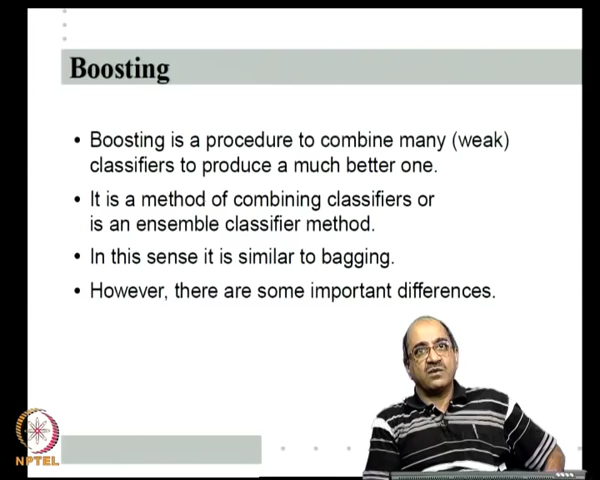 Boosting
• Boosting is a procedure to combine many (weak)
classifiers to produce a much better one.
• It is a method of combining classifiers or
is an ensemble classifier method.
• In this sense it is similar to bagging.
• However, there are some important differences.
NPTEL